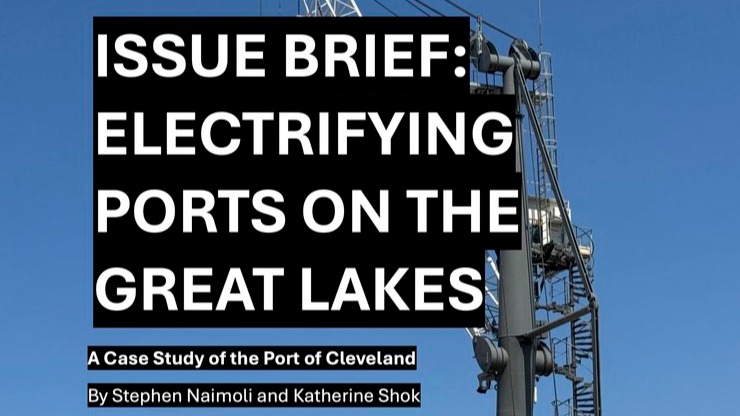 ISSUE BRIEF:
ELECTRIFYING
PORTS ON THE
GREAT LAKES
A Case Study of the Port of Cleveland
By Stephen Naimoli and Katherine Shok